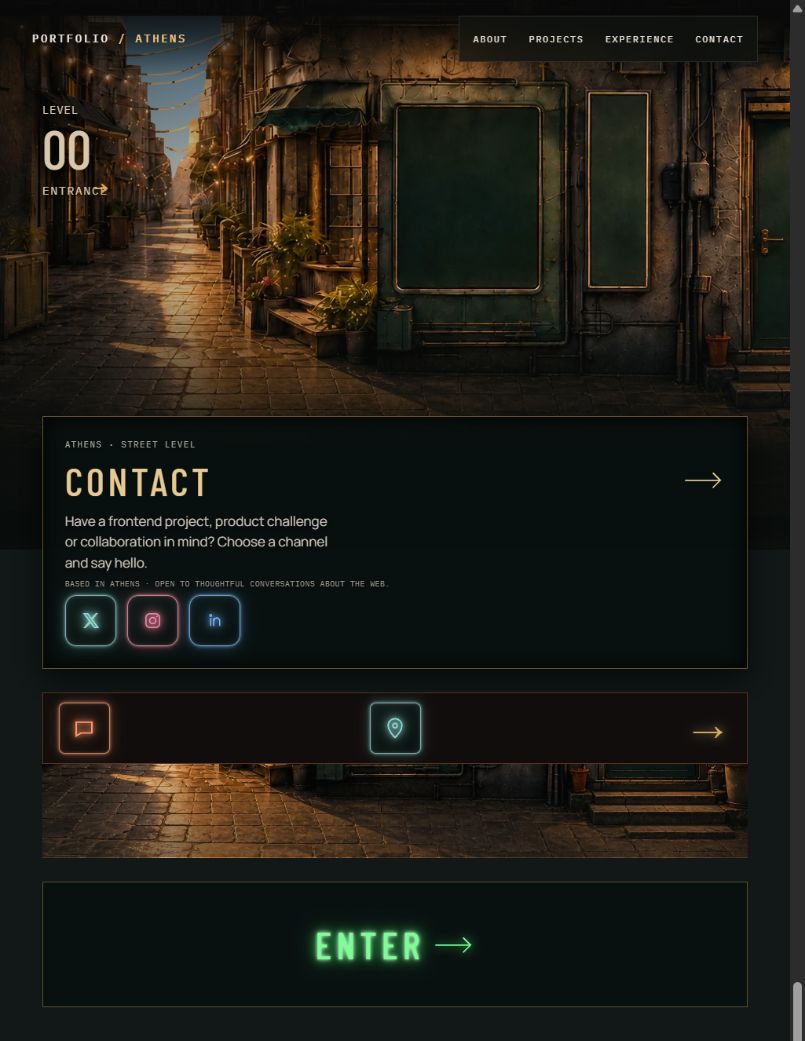 PORTFOLIO / ATHENS
ABOUT PROJECTS EXPERIENCE CONTACT
LEVEL
00
ENTRANCE
ATHENS · STREET LEVEL
CONTACT
Have a frontend project, product challenge
or collaboration in mind? Choose a channel
and say hello.
BASED IN ATHENS · OPEN TO THOUGHTFUL CONVERSATIONS ABOUT THE WEB.
ENTER